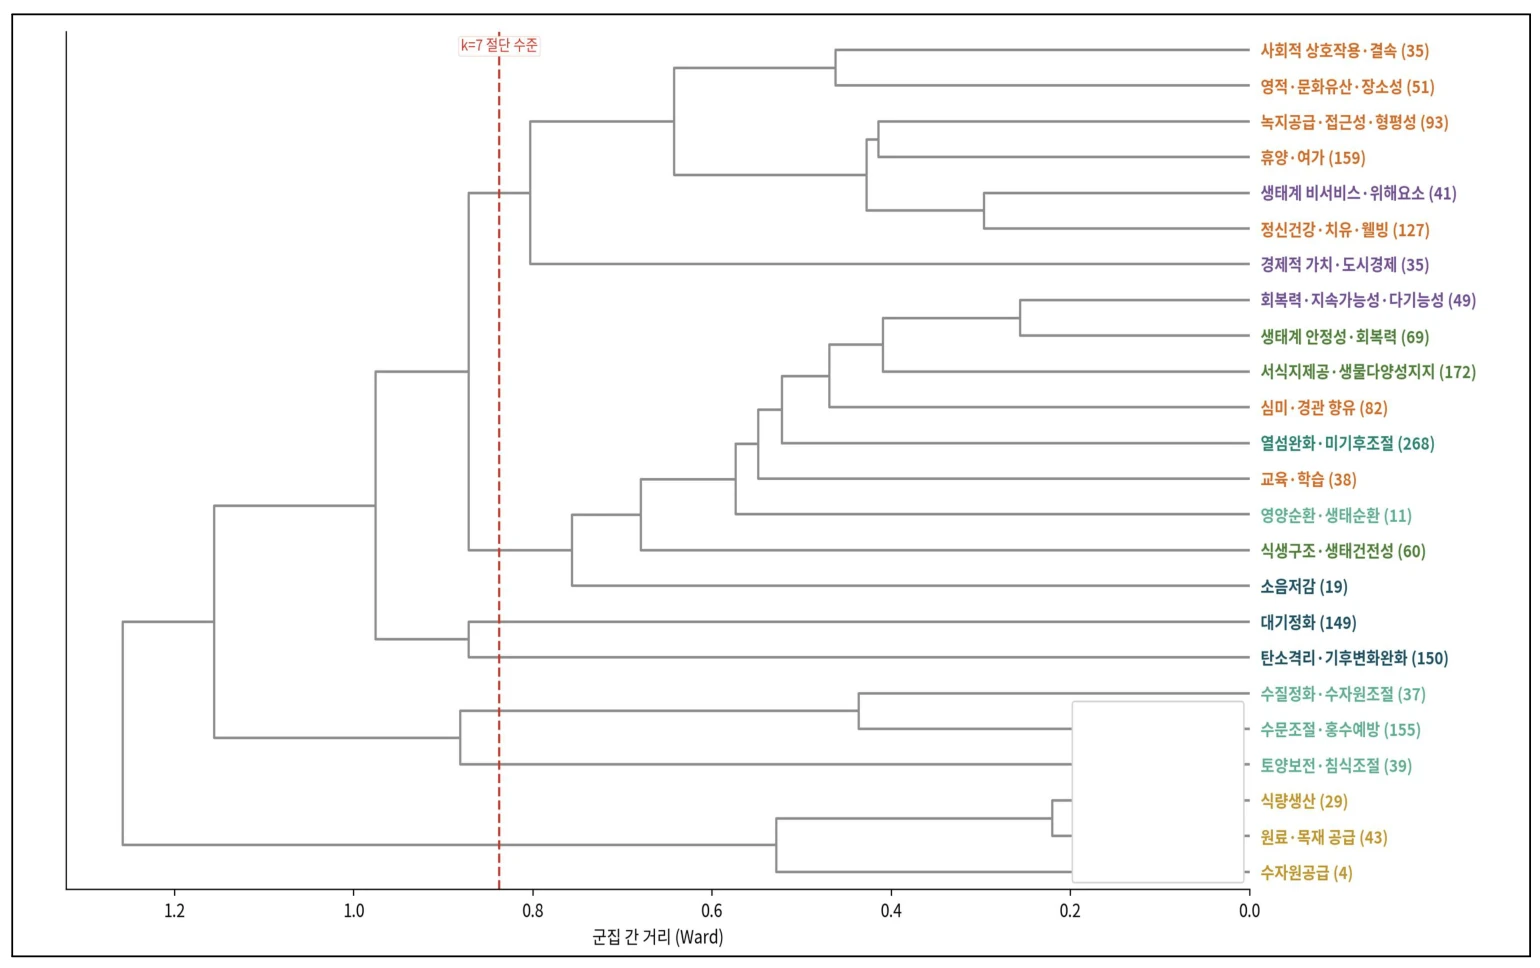 k=7 절단 수준
사회적 상호작용·결속 (35)
영적·문화유산·장소성 (51)
녹지공급·접근성·형평성 (93)
휴양·여가 (159)
생태계 비서비스·위해요소 (41)
정신건강·치유·웰빙 (127)
경제적 가치·도시경제 (35)
회복력·지속가능성·다기능성 (49)
생태계 안정성·회복력 (69)
서식지제공·생물다양성지지 (172)
심미·경관 향유 (82)
열섬완화·미기후조절 (268)
교육·학습 (38)
영양순환·생태순환 (11)
식생구조·생태건전성 (60)
소음저감 (19)
대기정화 (149)
탄소격리·기후변화완화 (150)
수질정화·수자원조절 (37)
수문조절·홍수예방 (155)
토양보전·침식조절 (39)
식량생산 (29)
원료·목재 공급 (43)
수자원공급 (4)
1.2 1.0 0.8 0.6 0.4 0.2 0.0
군집 간 거리 (Ward)